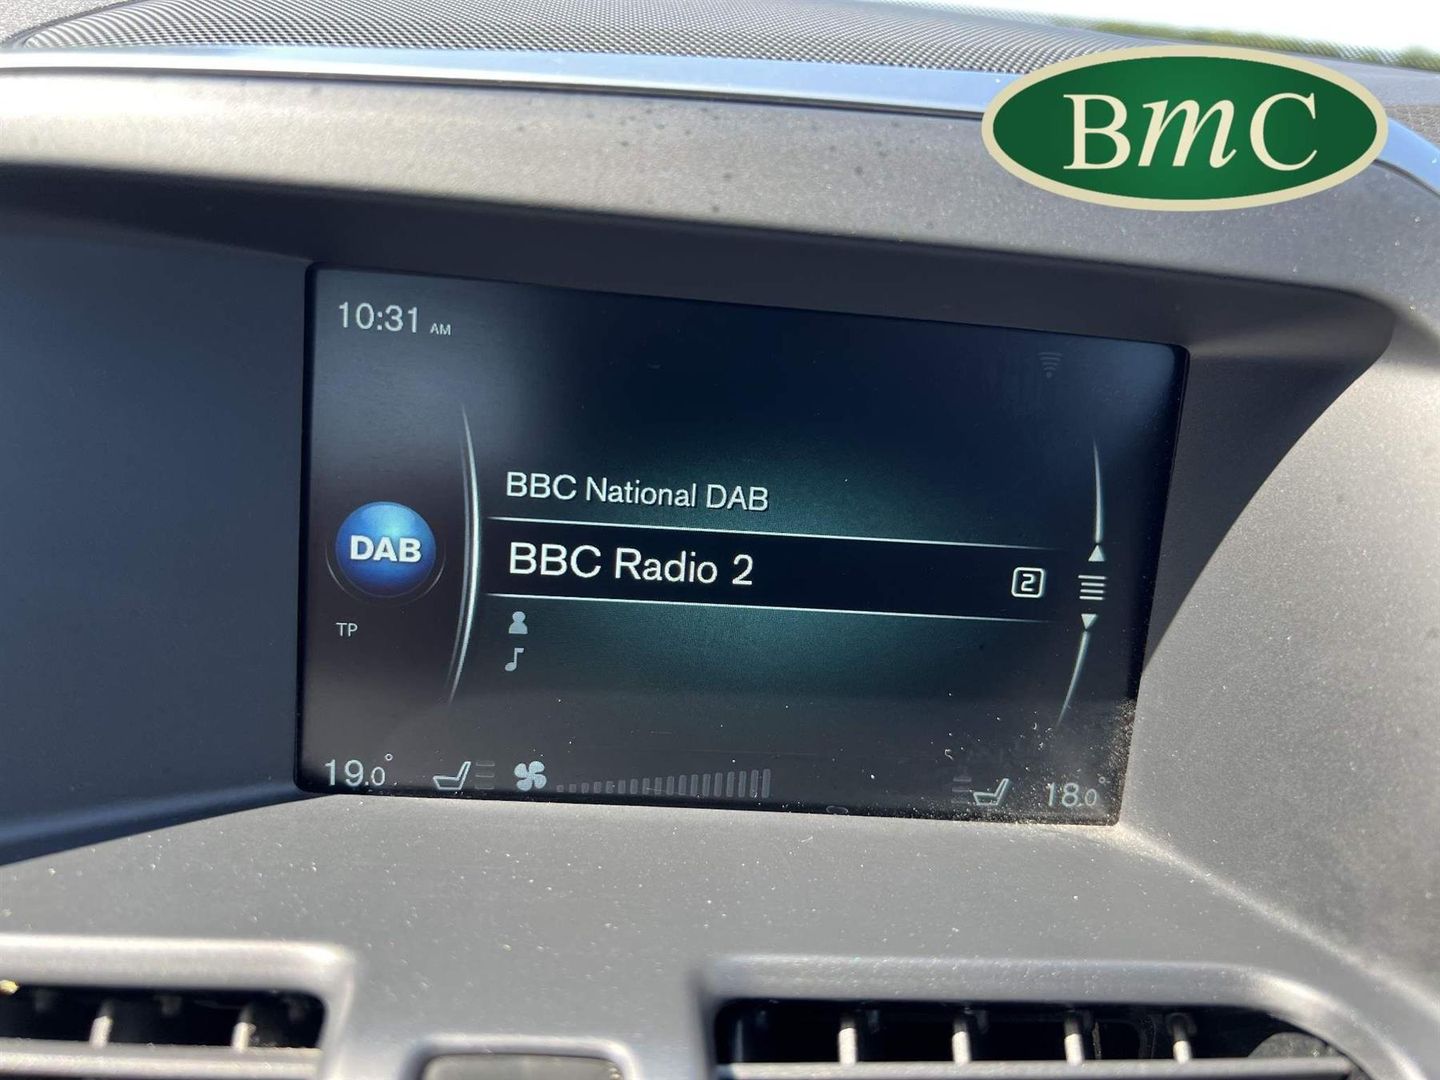 BmC
10:31 AM
BBC National DAB
DAB
BBC Radio 2
2
TP
19.0°
18.0°